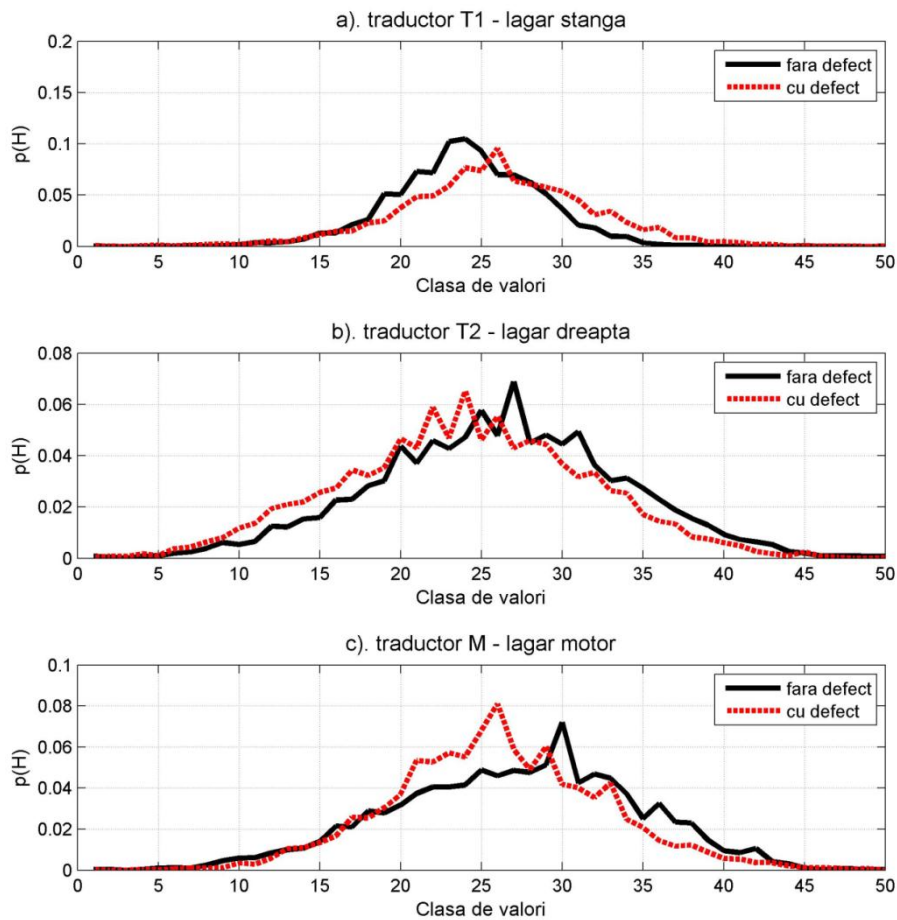 a). traductor T1 - lagar stanga
0.2
fara defect
cu defect
0.15
p(H)
0.1
0.05
0
0 5 10 15 20 25 30 35 40 45 50
Clasa de valori
b). traductor T2 - lagar dreapta
0.08
fara defect
cu defect
0.06
p(H)
0.04
0.02
0
0 5 10 15 20 25 30 35 40 45 50
Clasa de valori
c). traductor M - lagar motor
0.1
fara defect
cu defect
0.08
0.06
p(H)
0.04
0.02
0
0 5 10 15 20 25 30 35 40 45 50
Clasa de valori